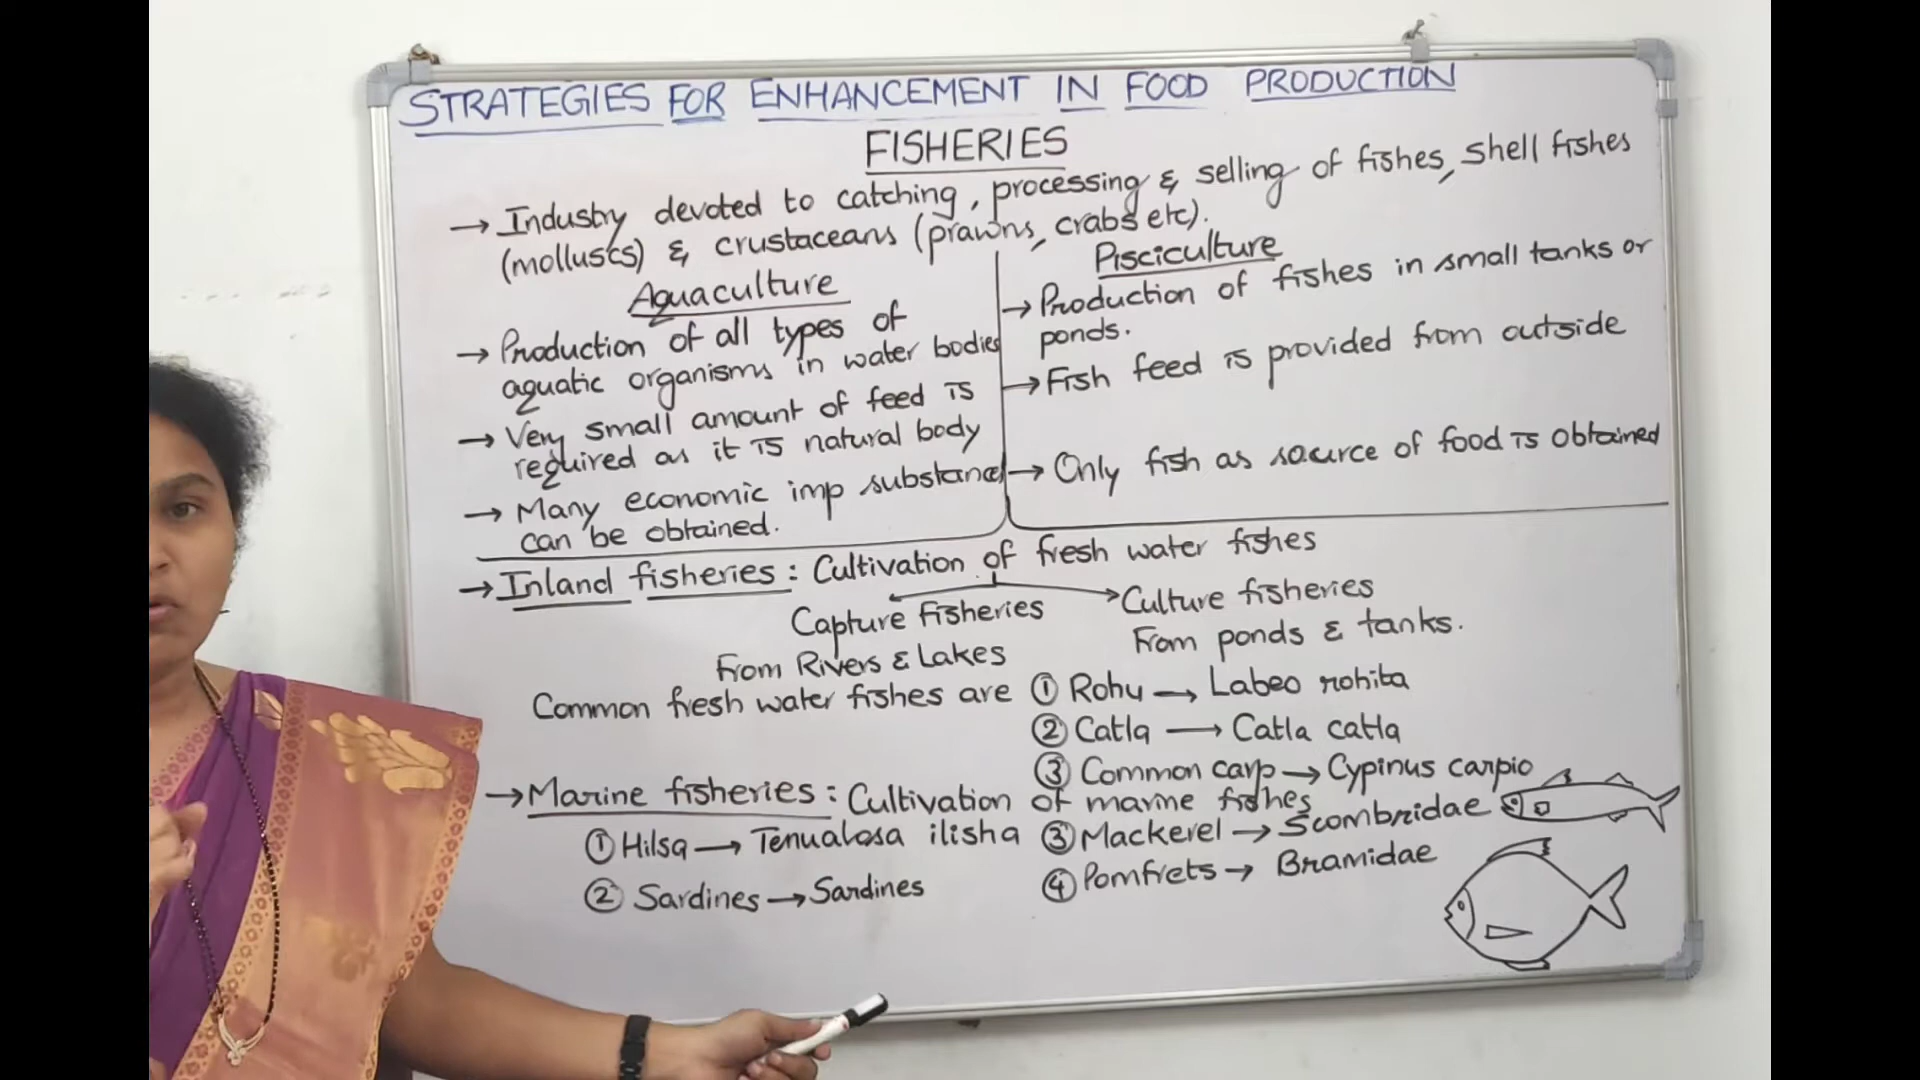 STRATEGIES FOR ENHANCEMENT IN FOOD PRODUCTION
FISHERIES
→ Industry devoted to catching, processing & selling of fishes, shell fishes
(molluscs) & crustaceans (prawns, crabs etc).
Aquaculture
→ Production of all types of
aquatic organisms in water bodies
→ Very small amount of feed is
required as it is natural body
→ Many economic imp substances
can be obtained.
Pisciculture
→ Production of fishes in small tanks or
ponds.
→ Fish feed is provided from outside
→ Only fish as source of food is obtained
→ Inland fisheries: Cultivation of fresh water fishes
Capture fisheries
From Rivers & Lakes
Culture fisheries
From ponds & tanks.
Common fresh water fishes are ① Rohu → Labeo rohita
② Catla → Catla catla
③ Common carp → Cypinus carpio
→ Marine fisheries: Cultivation of marine fishes
① Hilsa → Tenualosa ilisha ③ Mackerel → Scombridae
② Sardines → Sardines ④ Pomfrets → Bramidae